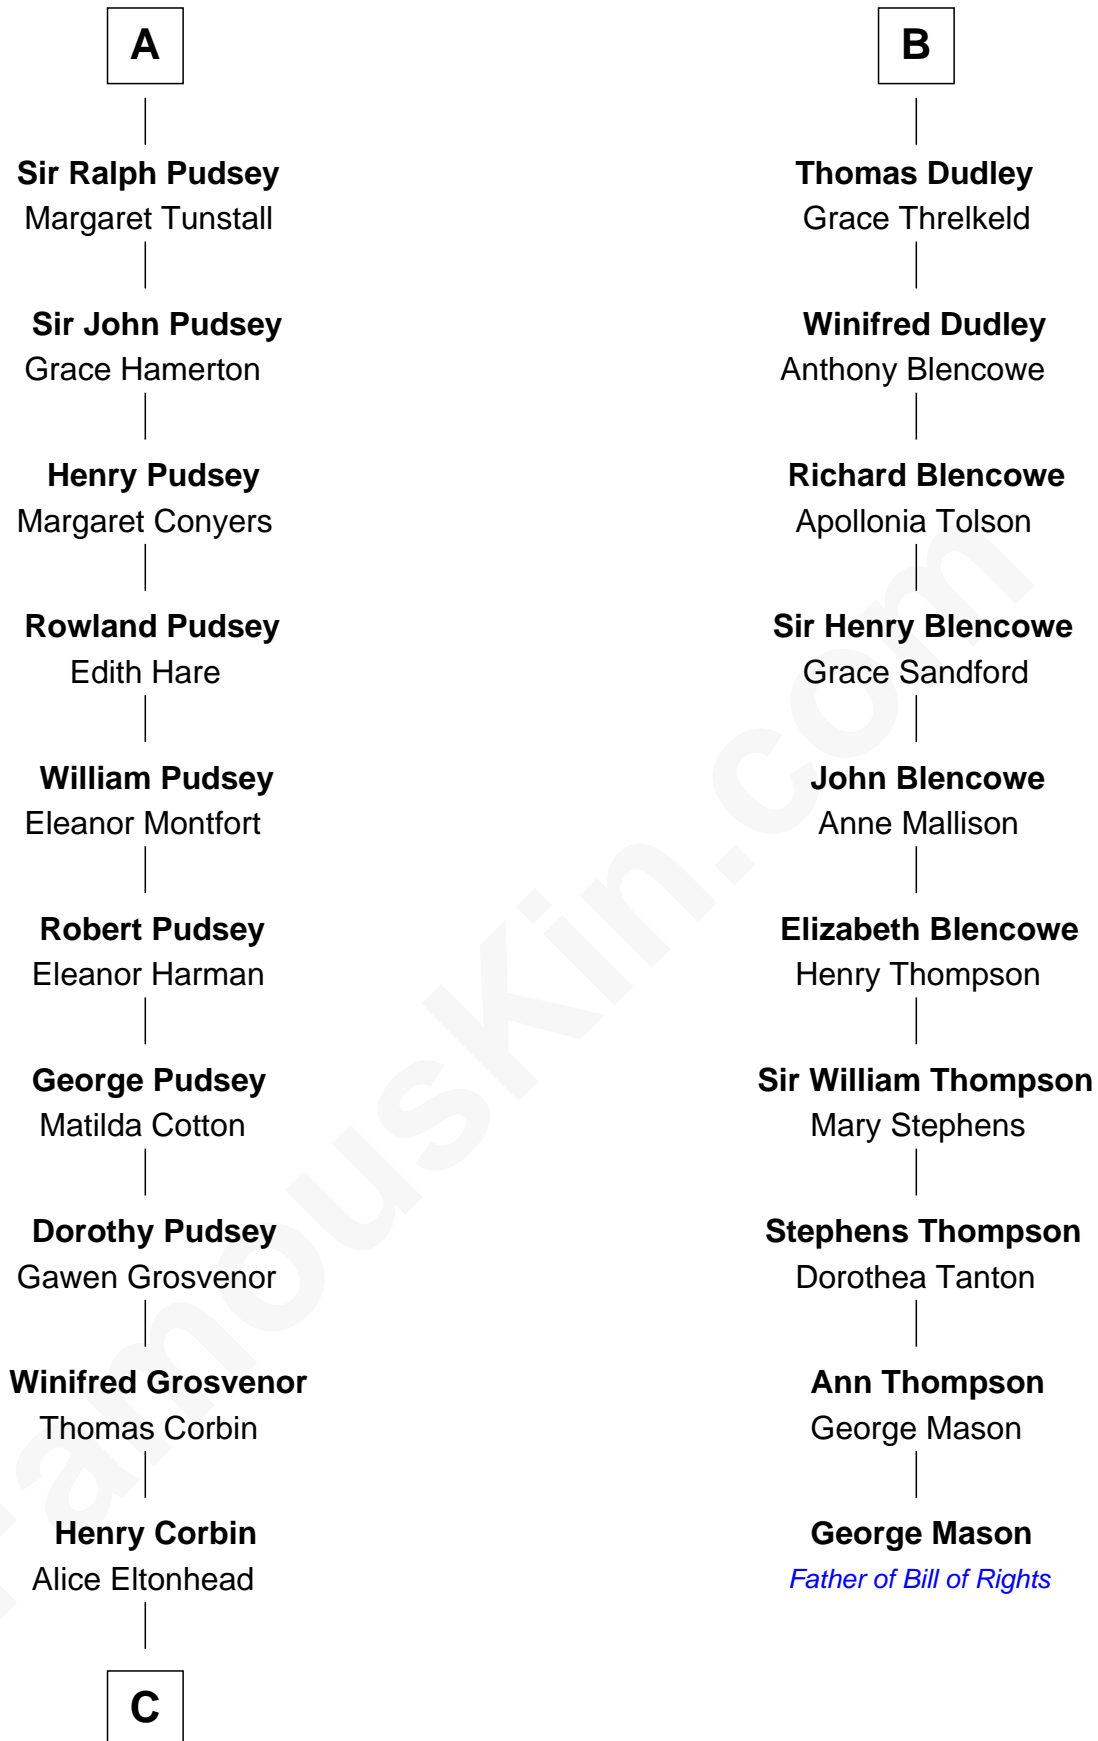 A
Sir Ralph Pudsey
Margaret Tunstall
Sir John Pudsey
Grace Hamerton
Henry Pudsey
Margaret Conyers
Rowland Pudsey
Edith Hare
William Pudsey
Eleanor Montfort
Robert Pudsey
Eleanor Harman
George Pudsey
Matilda Cotton
Dorothy Pudsey
Gawen Grosvenor
Winifred Grosvenor
Thomas Corbin
Henry Corbin
Alice Eltonhead
C
B
Thomas Dudley
Grace Threlkeld
Winifred Dudley
Anthony Blencowe
Richard Blencowe
Apollonia Tolson
Sir Henry Blencowe
Grace Sandford
John Blencowe
Anne Mallison
Elizabeth Blencowe
Henry Thompson
Sir William Thompson
Mary Stephens
Stephens Thompson
Dorothea Tanton
Ann Thompson
George Mason
George Mason
Father of Bill of Rights
FamousKin.com